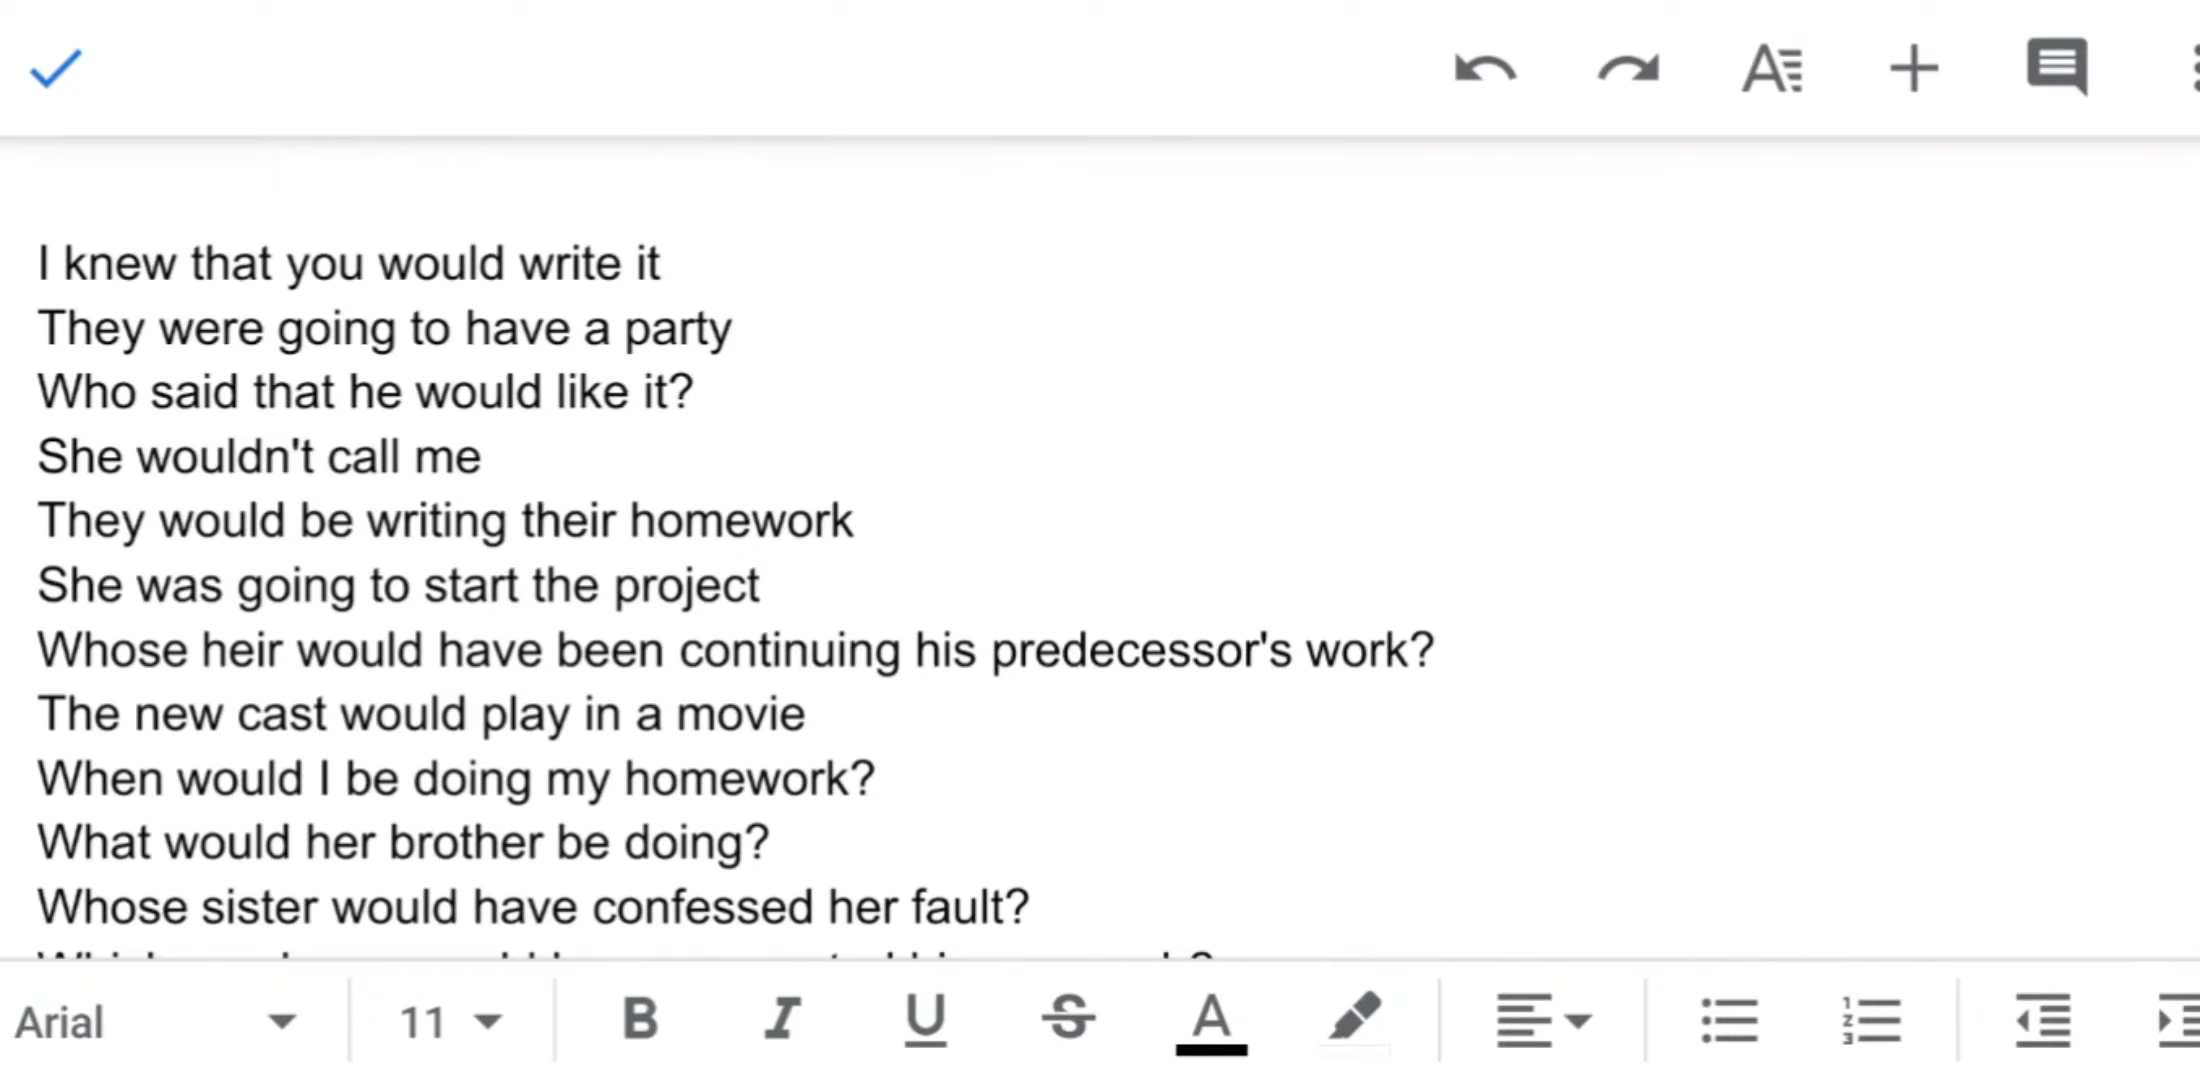 I knew that you would write it
They were going to have a party
Who said that he would like it?
She wouldn't call me
They would be writing their homework
She was going to start the project
Whose heir would have been continuing his predecessor's work?
The new cast would play in a movie
When would I be doing my homework?
What would her brother be doing?
Whose sister would have confessed her fault?
Arial 11 B I U S A